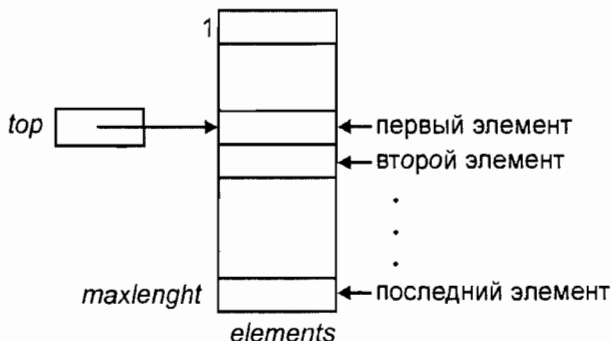 1
top
первый элемент
второй элемент
maxlenght
последний элемент
elements